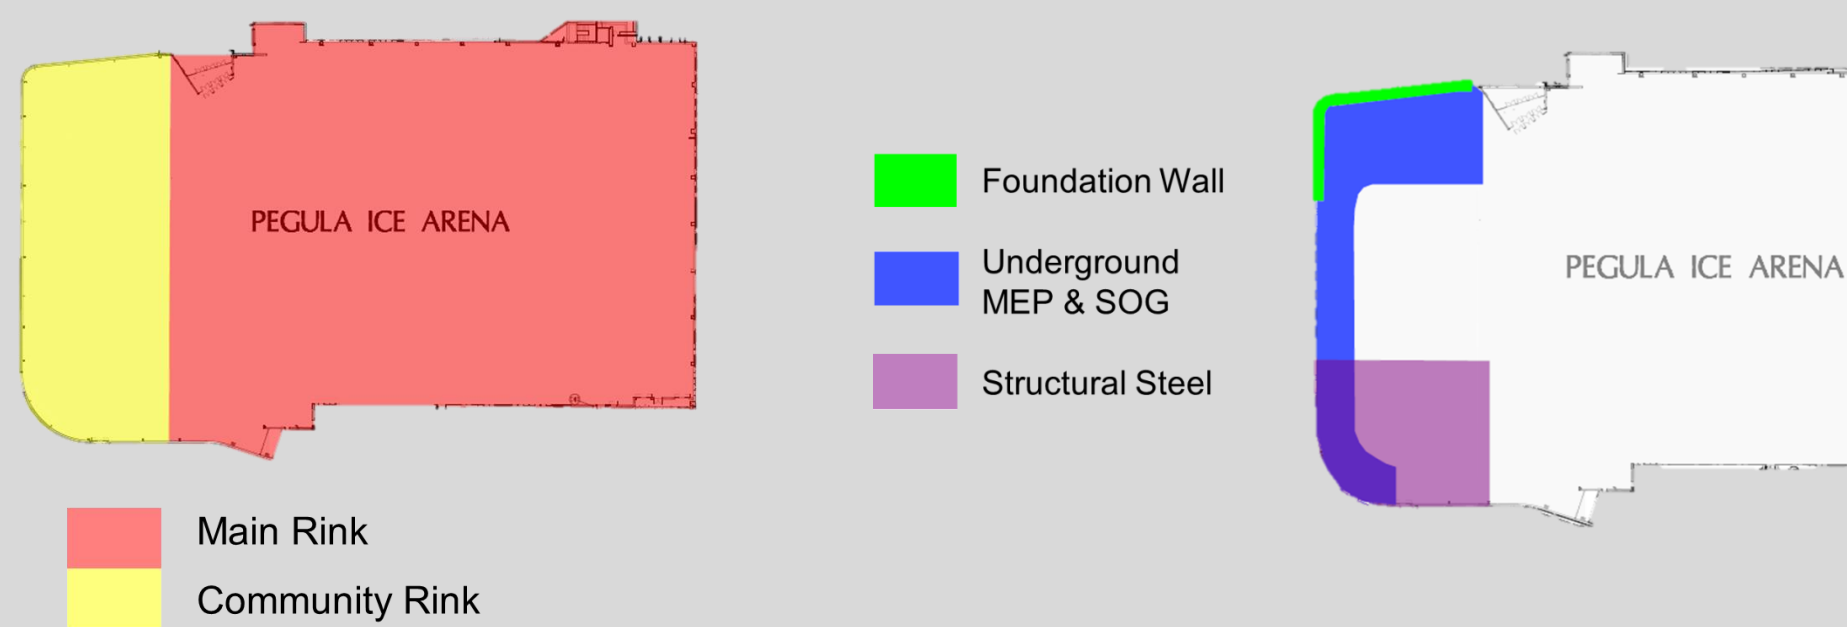 PEGULA ICE ARENA
Main Rink
Community Rink
Foundation Wall
Underground
MEP & SOG
Structural Steel
PEGULA ICE ARENA